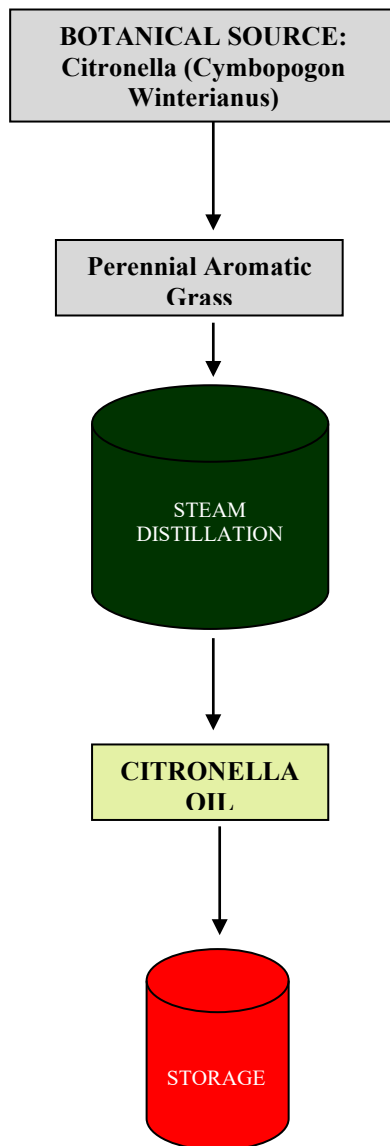 BOTANICAL SOURCE:
Citronella (Cymbopogon
Winterianus)
Perennial Aromatic
Grass
STEAM
DISTILLATION
CITRONELLA
OIL
STORAGE